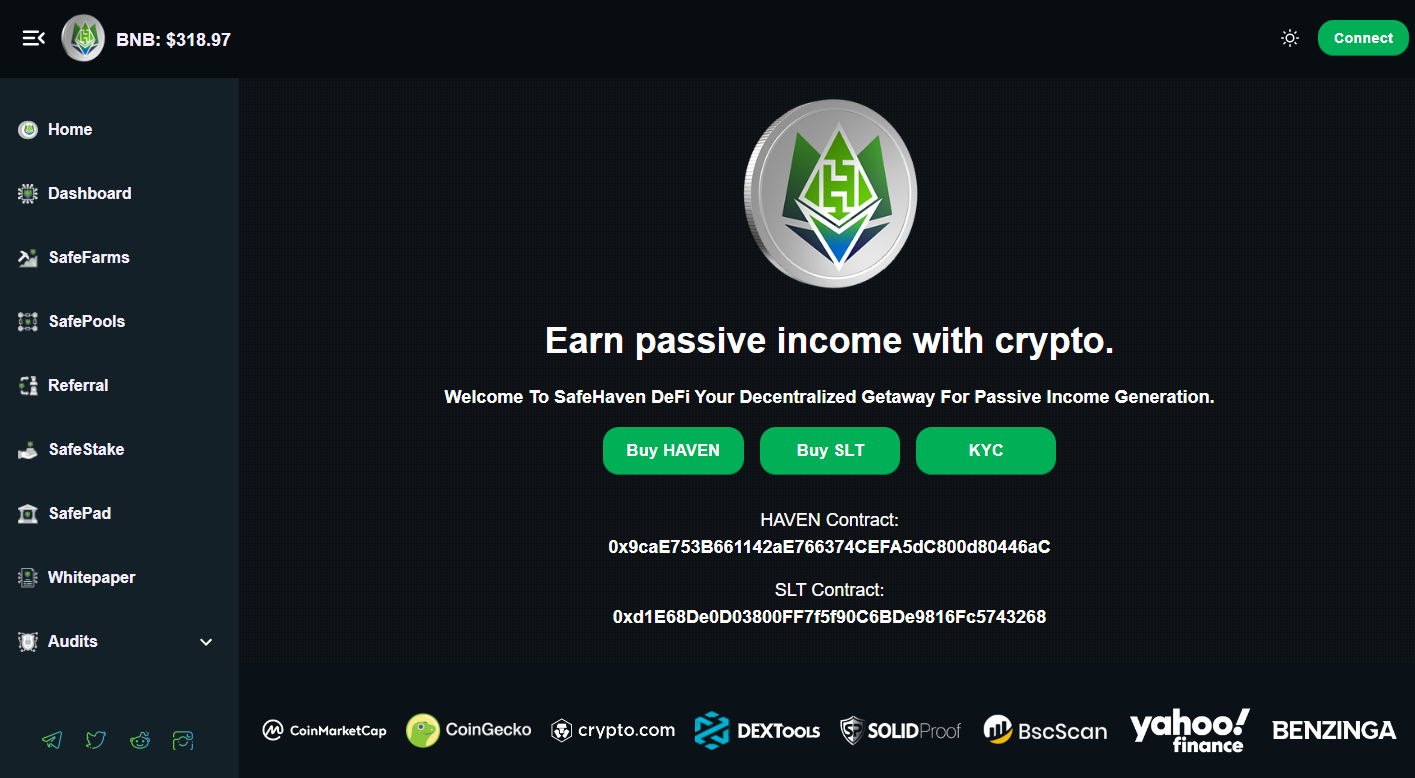 BNB: $318.97
Connect
Home
Dashboard
SafeFarms
SafePools
Referral
SafeStake
SafePad
Whitepaper
Audits
H
Earn passive income with crypto.
Welcome To SafeHaven DeFi Your Decentralized Getaway For Passive Income Generation.
Buy HAVEN
Buy SLT
KYC
HAVEN Contract:
0x9caE753B661142aE766374CEFA5dC800d80446aC
SLT Contract:
0xd1E68De0D03800FF7f5f90C6BDe9816Fc5743268
CoinMarketCap
CoinGecko
crypto.com
DEXTools
SOLIDProof
BscScan
yahoo!
finance
BENZINGA